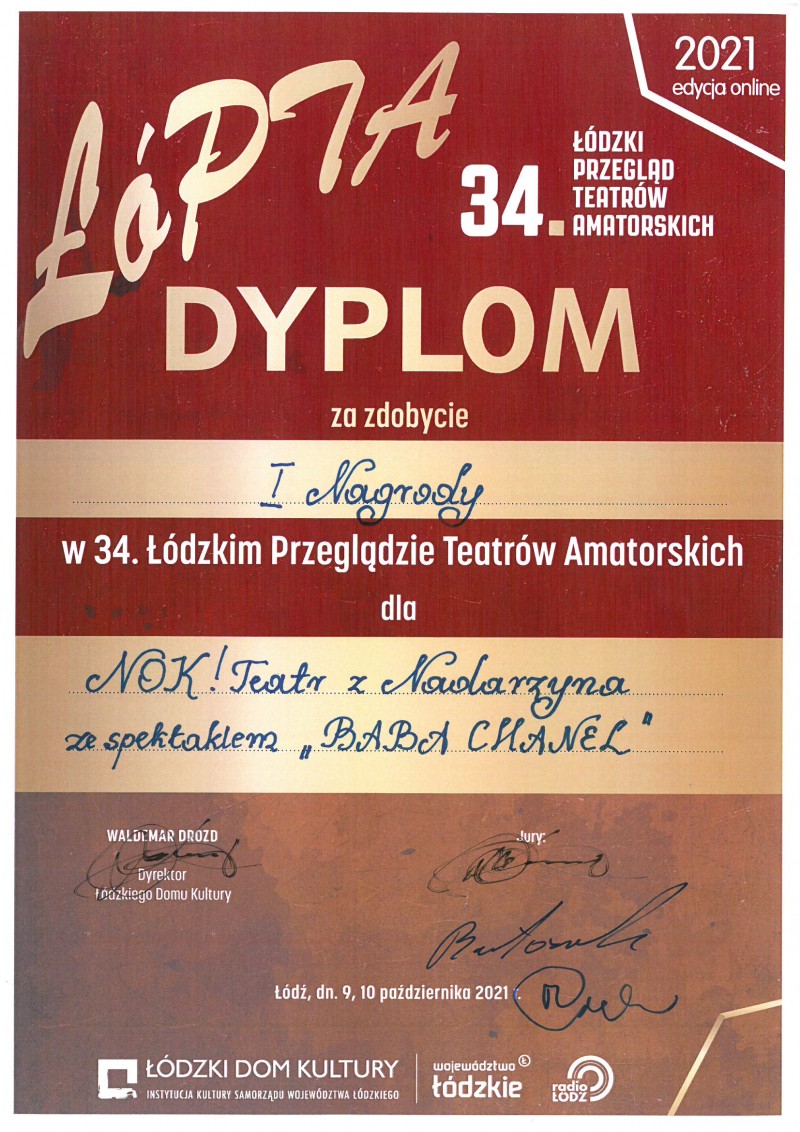 2021
edycja online
ŁÓPTA
34.
ŁÓDZKI
PRZEGLĄD
TEATRÓW
AMATORSKICH
DYPLOM
za zdobycie
I Nagrody
w 34. Łódzkim Przeglądzie Teatrów Amatorskich
dla
NOK! Teatr z Nadarzyna
ze spektaklem „BABA CHANEL"
WALDEMAR DROZD
Dyrektor
Łódzkiego Domu Kultury
Jury:
Łódź, dn. 9, 10 października 2021 r.
ŁÓDZKI DOM KULTURY
INSTYTUCJA KULTURY SAMORZĄDU WOJEWÓDZTWA ŁÓDZKIEGO
województwo
łódzkie
radio
ŁÓDŹ